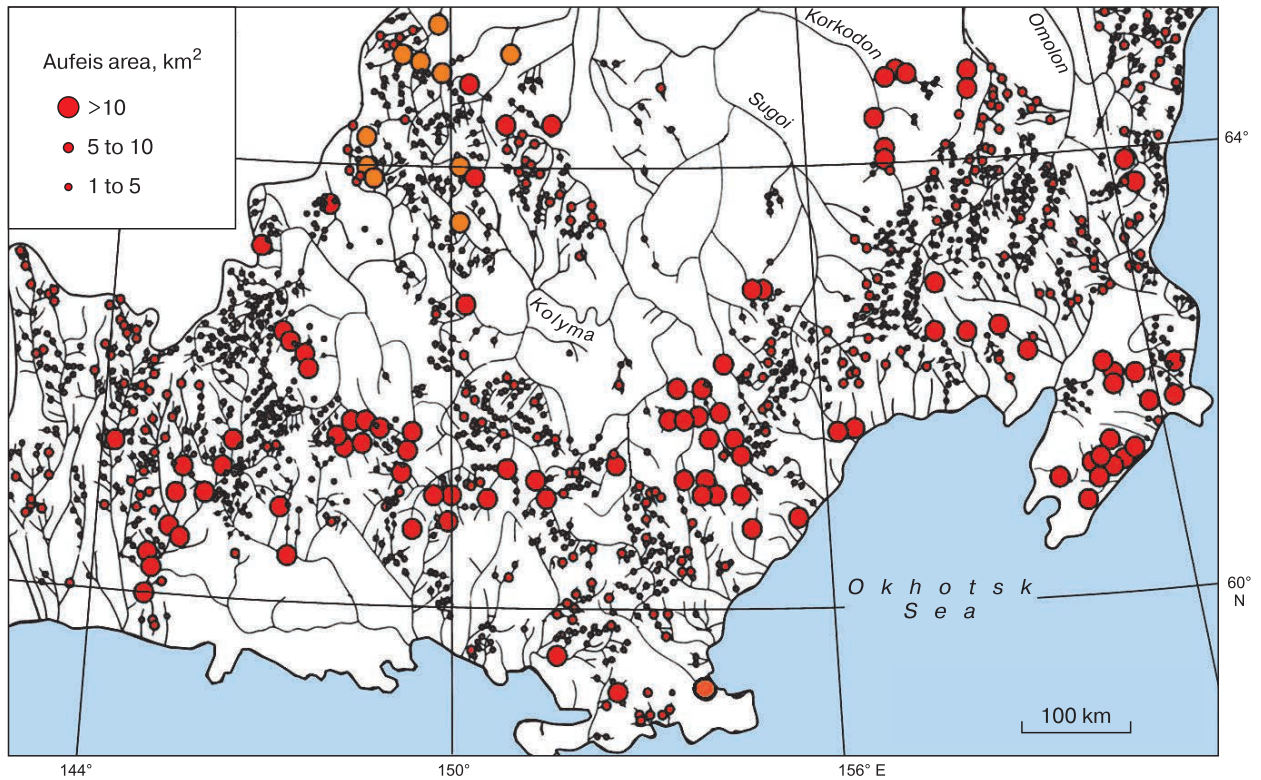 Aufeis area, km²
>10
5 to 10
1 to 5
Korkodon
Omolon
Sugoi
64°
Kolyma
Okhotsk
Sea
60°
N
100 km
144°
150°
156° E